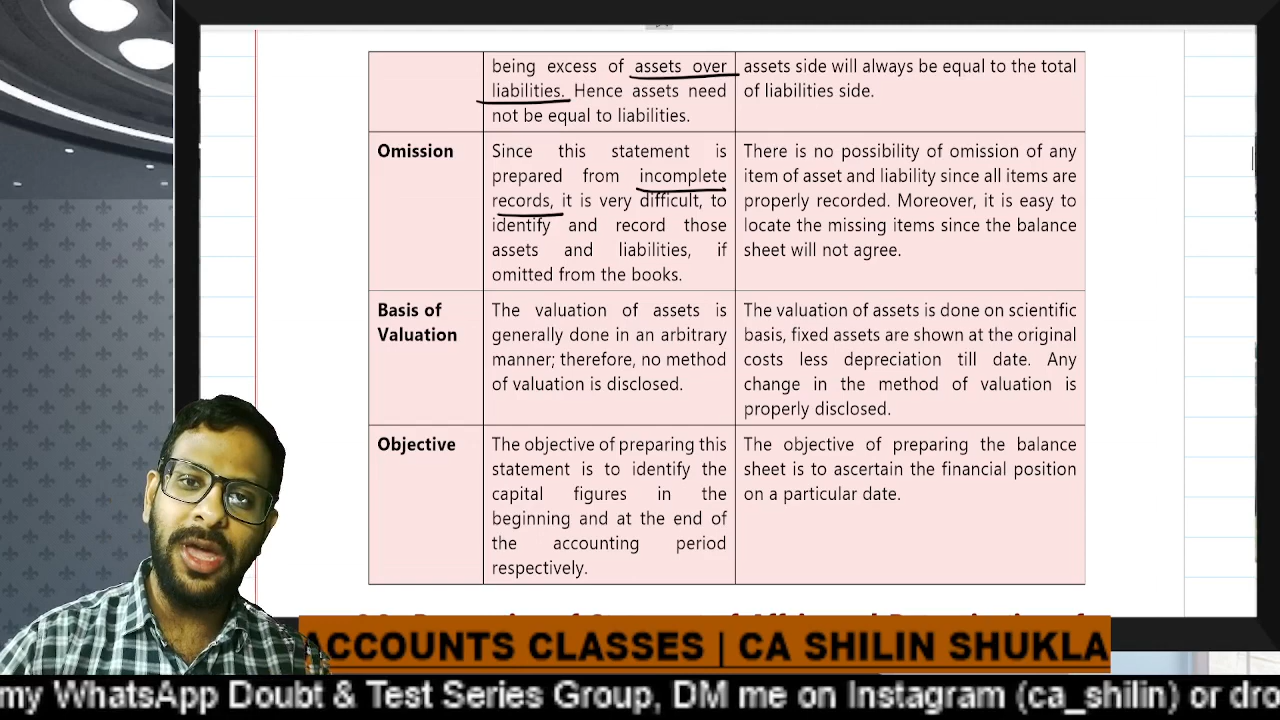 being excess of assets over
liabilities. Hence assets need
not be equal to liabilities.
assets side will always be equal to the total
of liabilities side.
Omission
Since this statement is
prepared from incomplete
records, it is very difficult, to
identify and record those
assets and liabilities, if
omitted from the books.
There is no possibility of omission of any
item of asset and liability since all items are
properly recorded. Moreover, it is easy to
locate the missing items since the balance
sheet will not agree.
Basis of
Valuation
The valuation of assets is
generally done in an arbitrary
manner; therefore, no method
of valuation is disclosed.
The valuation of assets is done on scientific
basis, fixed assets are shown at the original
costs less depreciation till date. Any
change in the method of valuation is
properly disclosed.
Objective
The objective of preparing this
statement is to identify the
capital figures in the
beginning and at the end of
the accounting period
respectively.
The objective of preparing the balance
sheet is to ascertain the financial position
on a particular date.
ACCOUNTS CLASSES | CA SHILIN SHUKLA
my WhatsApp Doubt & Test Series Group, DM me on Instagram (ca_shilin) or dro